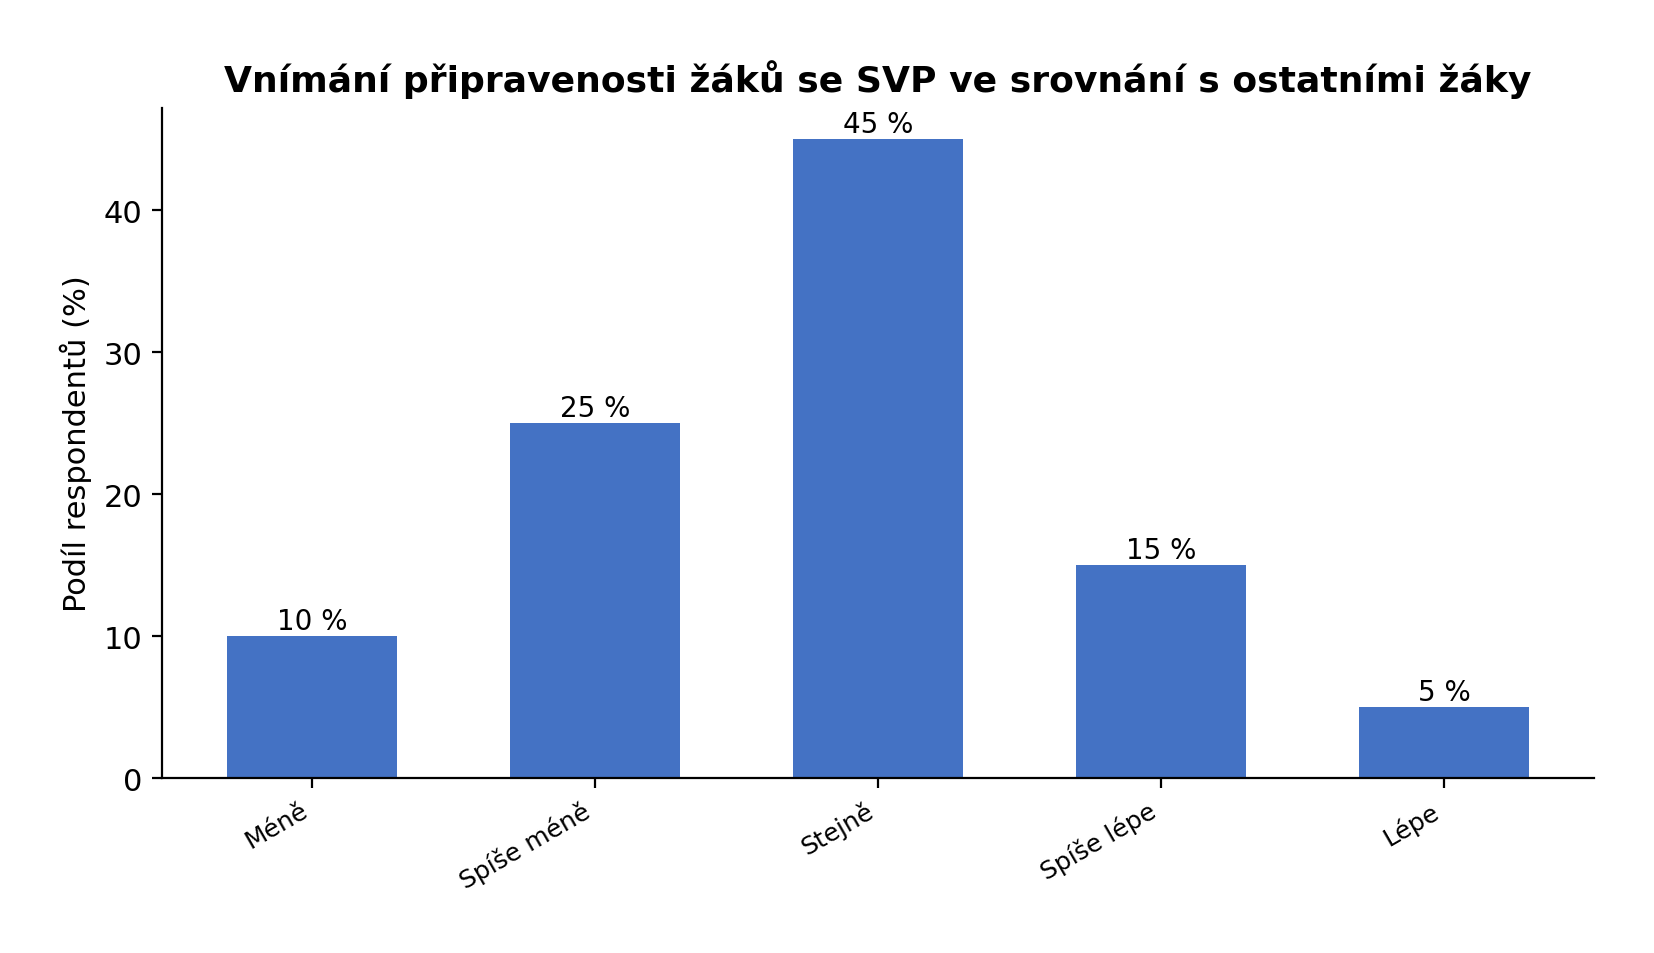 Vnímání připravenosti žáků se SVP ve srovnání s ostatními žáky
Podíl respondentů (%)
40
30
20
10
0
10 %
25 %
45 %
15 %
5 %
Méně
Spíše méně
Stejně
Spíše lépe
Lépe